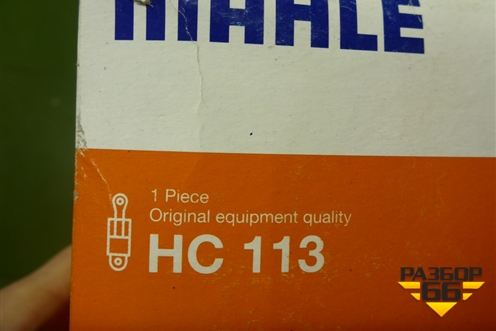 MAHLE
1 Piece
Original equipment quality
HC 113
РАЗБОР
66